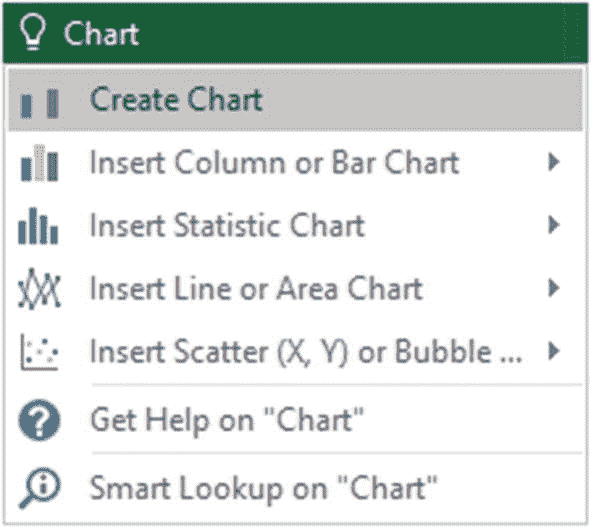 Chart
Create Chart
Insert Column or Bar Chart
Insert Statistic Chart
Insert Line or Area Chart
Insert Scatter (X, Y) or Bubble ...
Get Help on "Chart"
Smart Lookup on "Chart"